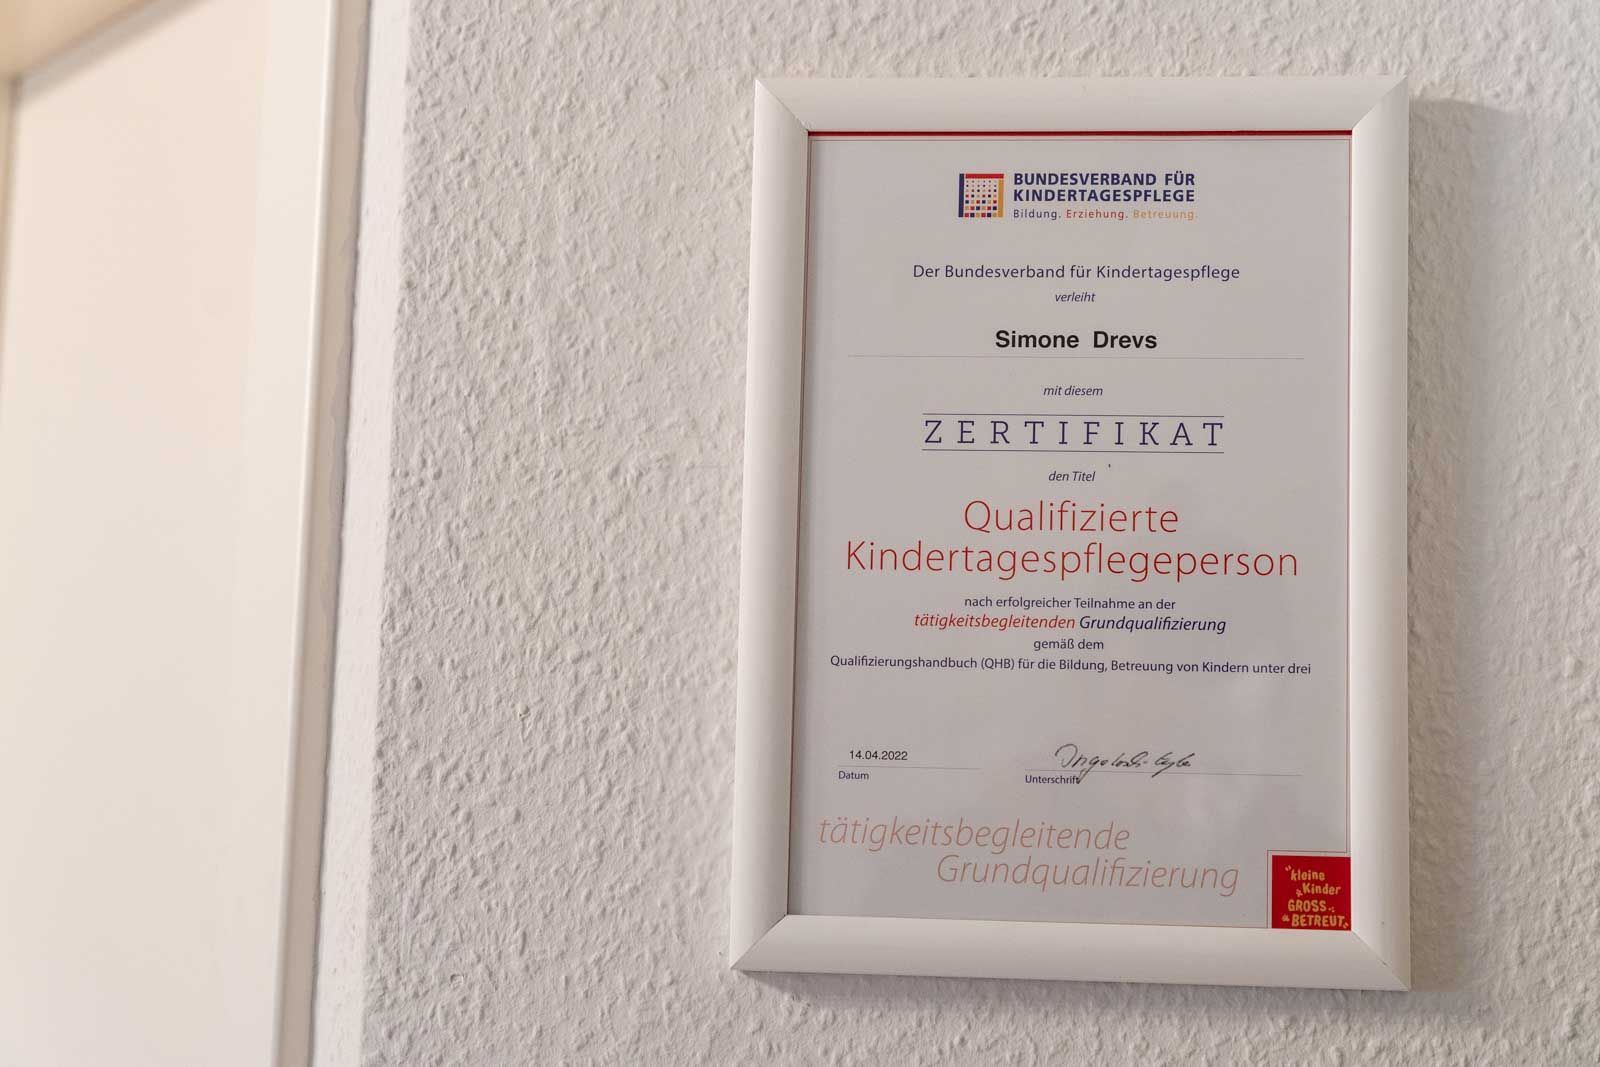 BUNDESVERBAND FÜR
KINDERTAGESPFLEGE
Bildung. Erziehung. Betreuung.
Der Bundesverband für Kindertagespflege
verleiht
Simone Drevs
mit diesem
ZERTIFIKAT
den Titel
Qualifizierte
Kindertagespflegeperson
nach erfolgreicher Teilnahme an der
tätigkeitsbegleitenden Grundqualifizierung
gemäß dem
Qualifizierungshandbuch (QHB) für die Bildung, Betreuung von Kindern unter drei
14.04.2022
Datum
Unterschrift
tätigkeitsbegleitende
Grundqualifizierung
kleine
Kinder
GROSS
BETREUT